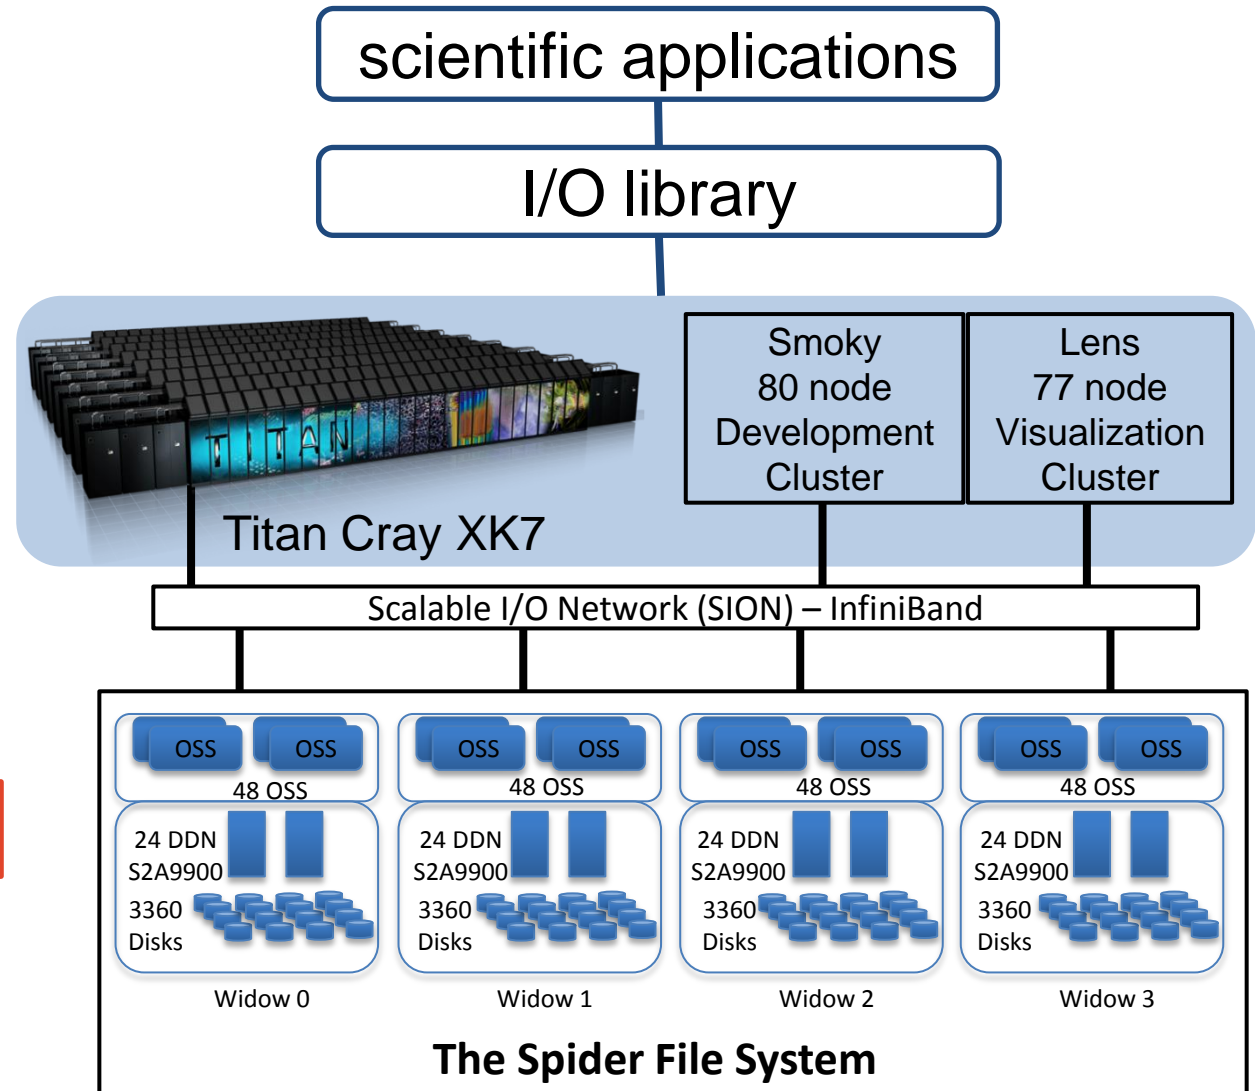 scientific applications
I/O library
TITAN
Titan Cray XK7
Smoky
80 node
Development
Cluster
Lens
77 node
Visualization
Cluster
Scalable I/O Network (SION) – InfiniBand
OSS
OSS
48 OSS
24 DDN
S2A9900
3360
Disks
Widow 0
OSS
OSS
48 OSS
24 DDN
S2A9900
3360
Disks
Widow 1
OSS
OSS
48 OSS
24 DDN
S2A9900
3360
Disks
Widow 2
OSS
OSS
48 OSS
24 DDN
S2A9900
3360
Disks
Widow 3
The Spider File System